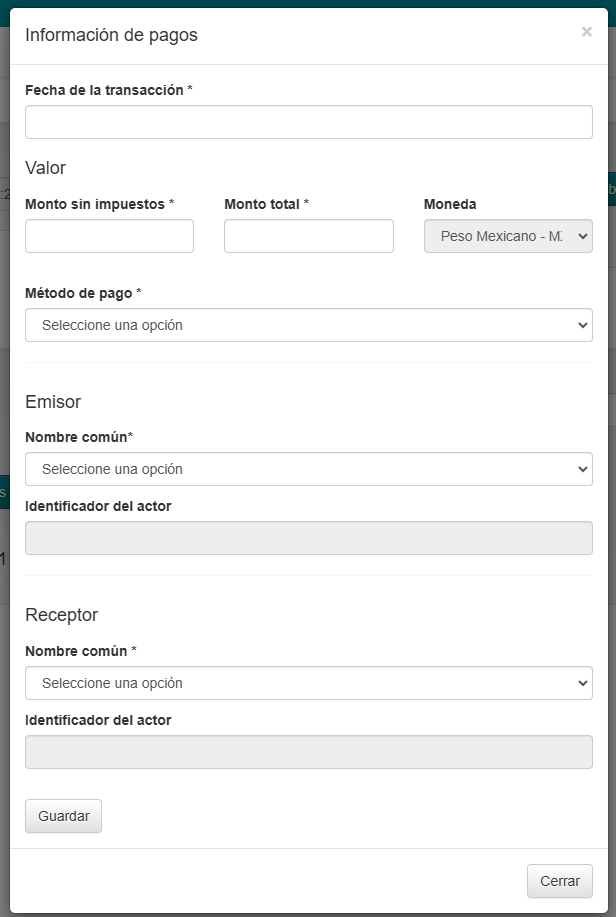 Información de pagos ×
Fecha de la transacción *
Valor
Monto sin impuestos * Monto total * Moneda
Peso Mexicano - M
Método de pago *
Seleccione una opción
Emisor
Nombre común*
Seleccione una opción
Identificador del actor
Receptor
Nombre común *
Seleccione una opción
Identificador del actor
Guardar
Cerrar